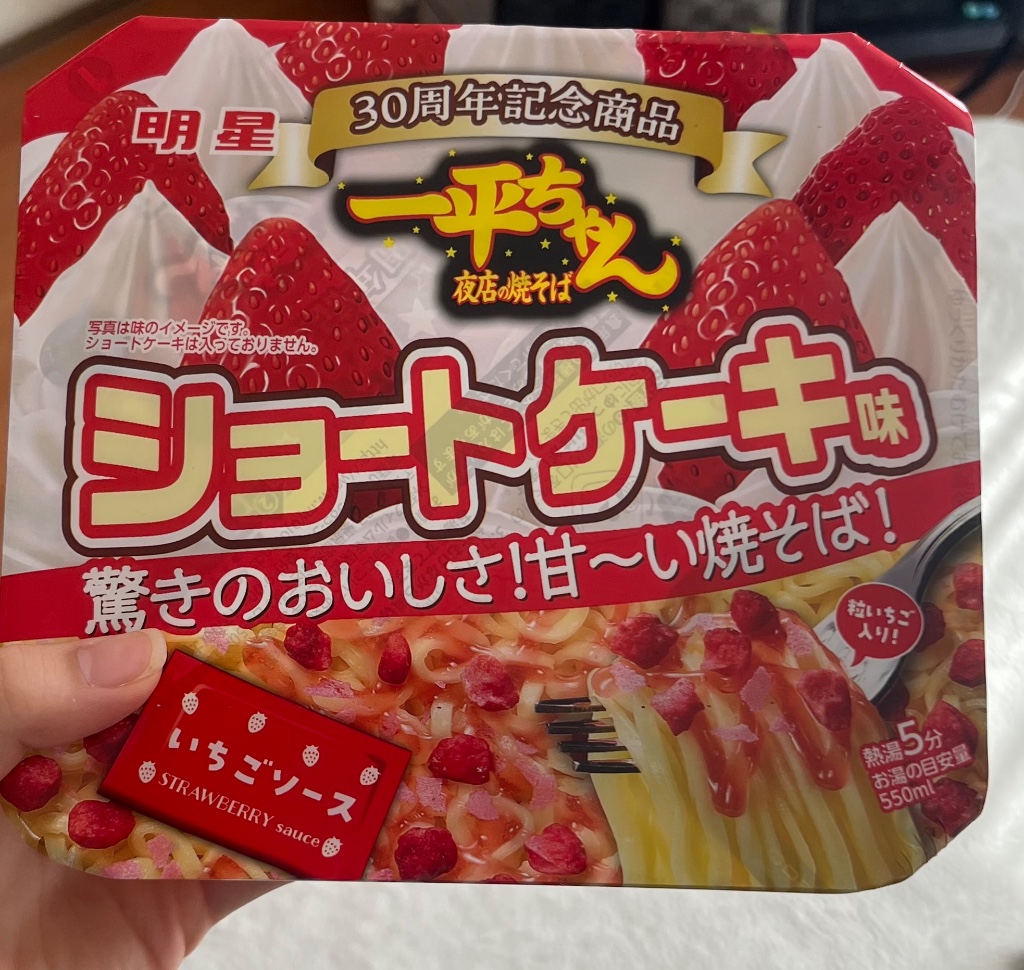 30周年記念商品
明星
一平ちゃん
夜店の焼そば
写真は味のイメージです。
ショートケーキは入っておりません。
ショートケーキ味
驚きのおいしさ!甘〜い焼そば!
粒いちご
入り!
いちごソース
STRAWBERRY sauce
熱湯5分
お湯の目安量
550ml